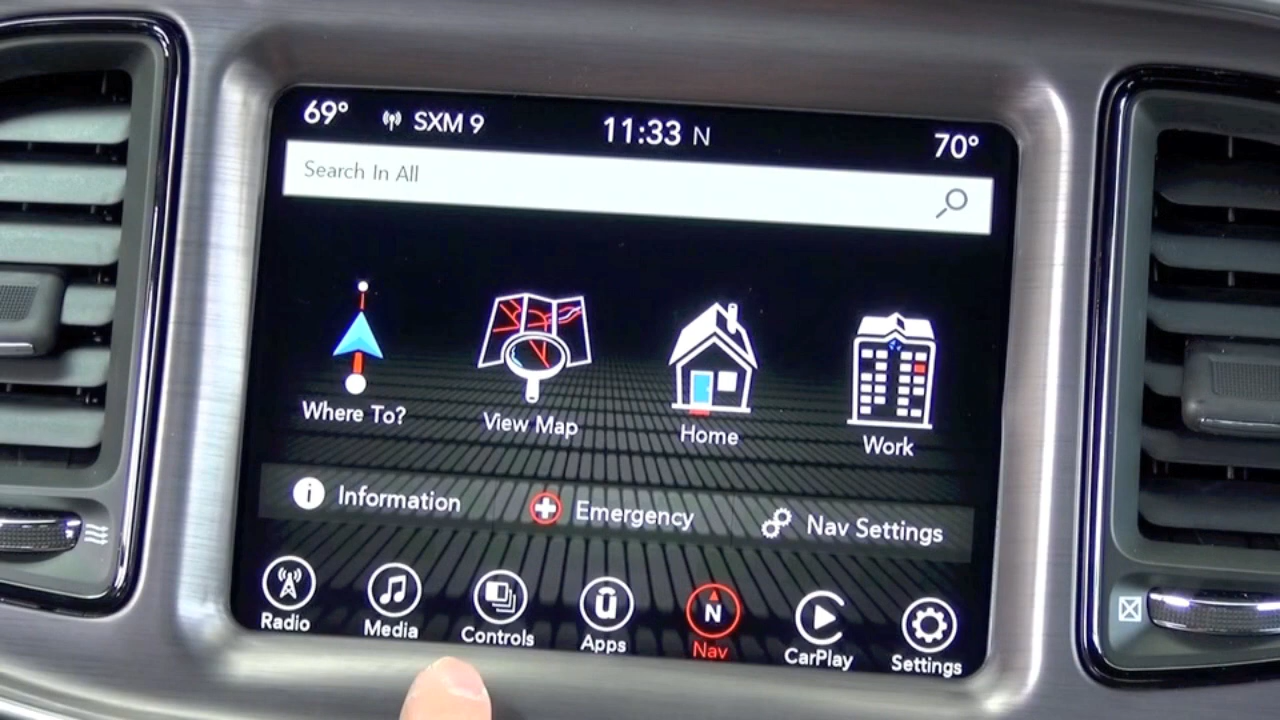 69° SXM 9 11:33 N 70°
Search In All
Where To? View Map Home Work
Information Emergency Nav Settings
N
Radio Media Controls Apps Nav CarPlay Settings